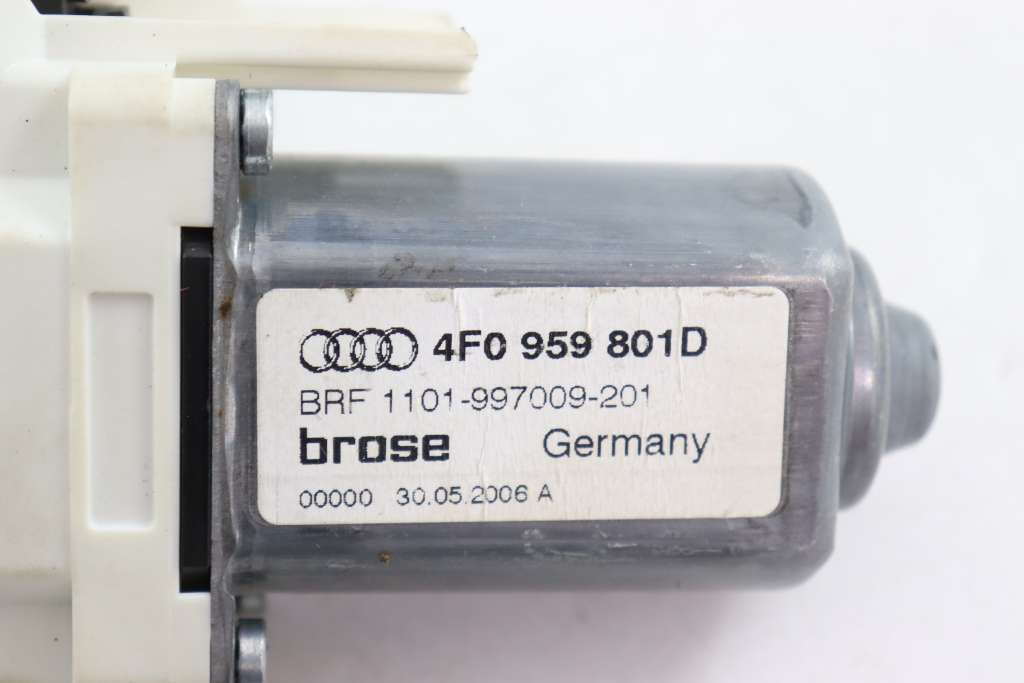 4F0 959 801D
BRF 1101-997009-201
brose Germany
00000 30.05.2006 A